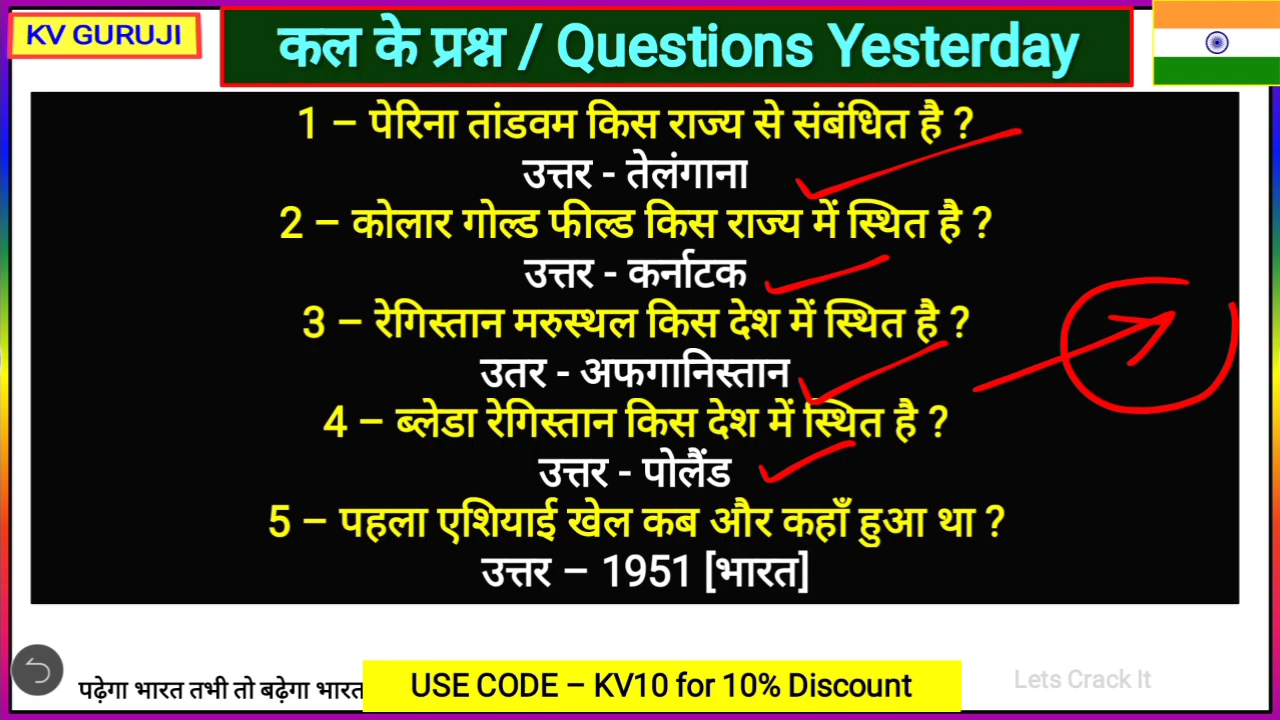 KV GURUJI
कल के प्रश्न / Questions Yesterday
1 – पेरिना तांडवम किस राज्य से संबंधित है ?
उत्तर - तेलंगाना
2 – कोलार गोल्ड फील्ड किस राज्य में स्थित है ?
उत्तर - कर्नाटक
3 – रेगिस्तान मरुस्थल किस देश में स्थित है ?
उतर - अफगानिस्तान
4 – ब्लेडा रेगिस्तान किस देश में स्थित है ?
उत्तर - पोलैंड
5 – पहला एशियाई खेल कब और कहाँ हुआ था ?
उत्तर – 1951 [भारत]
पढ़ेगा भारत तभी तो बढ़ेगा भारत
USE CODE – KV10 for 10% Discount
Lets Crack It